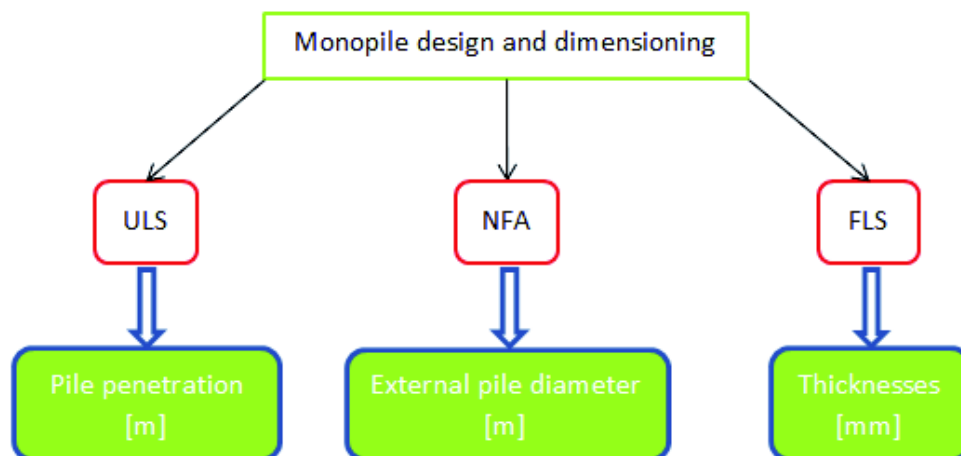 Monopile design and dimensioning
ULS
NFA
FLS
Pile penetration
[m]
External pile diameter
[m]
Thicknesses
[mm]